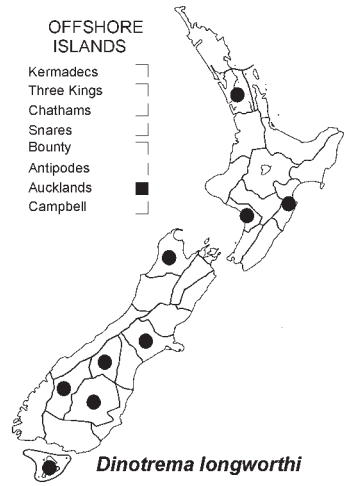 OFFSHORE
ISLANDS
Kermadecs
Three Kings
Chathams
Snares
Bounty
Antipodes
Aucklands
Campbell
Dinotrema longworthi